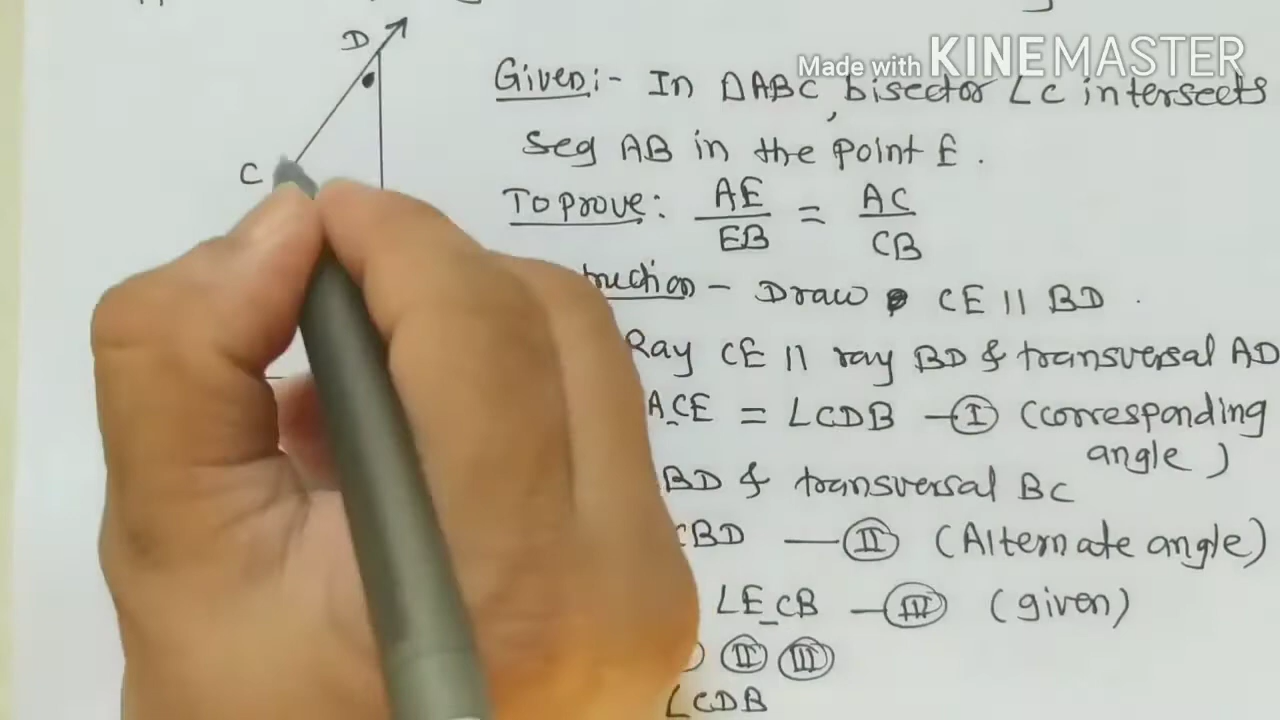 D
Made with KINEMASTER
Given:- In ΔABC, bisector ∠C intersects
C
seg AB in the point E.
To prove: AE/EB = AC/CB
truction - Draw CE || BD.
Ray CE || ray BD & transversal AD
ACE = ∠CDB — I (corresponding
angle)
BD & transversal BC
CBD — II (Alternate angle)
∠ECB — III (given)
II III
∠CDB